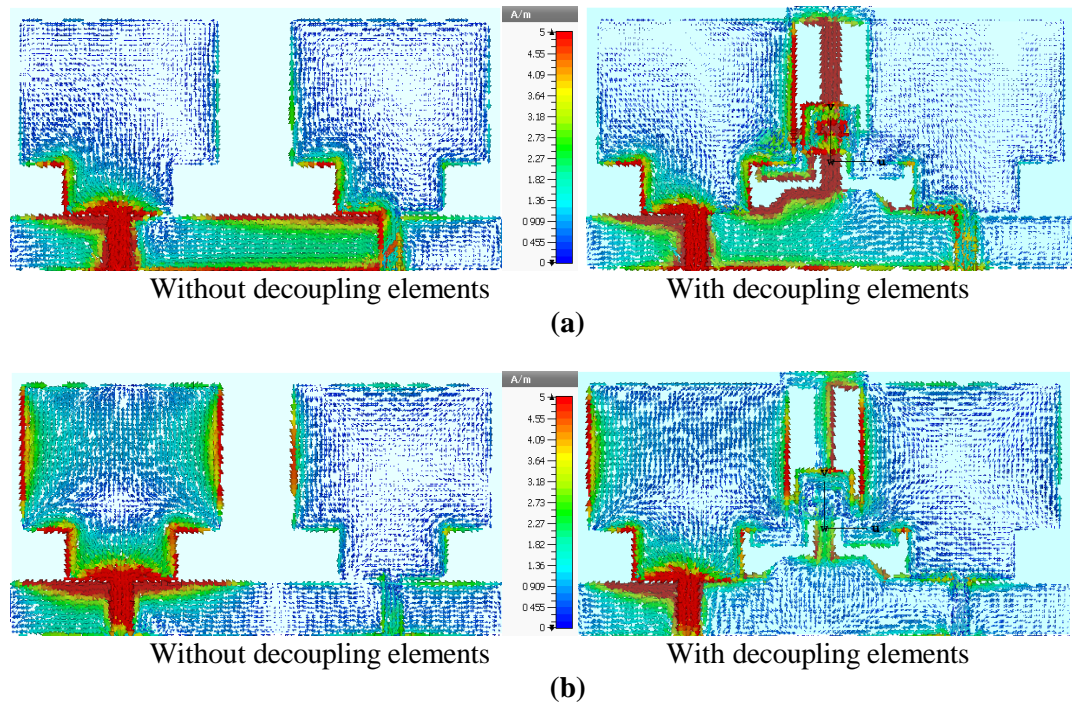 A/m
5
4.55
4.09
3.64
3.18
2.73
2.27
1.82
1.36
0.909
0.455
0
v
w u
Without decoupling elements With decoupling elements
(a)
A/m
5
4.55
4.09
3.64
3.18
2.73
2.27
1.82
1.36
0.909
0.455
0
v
w u
Without decoupling elements With decoupling elements
(b)